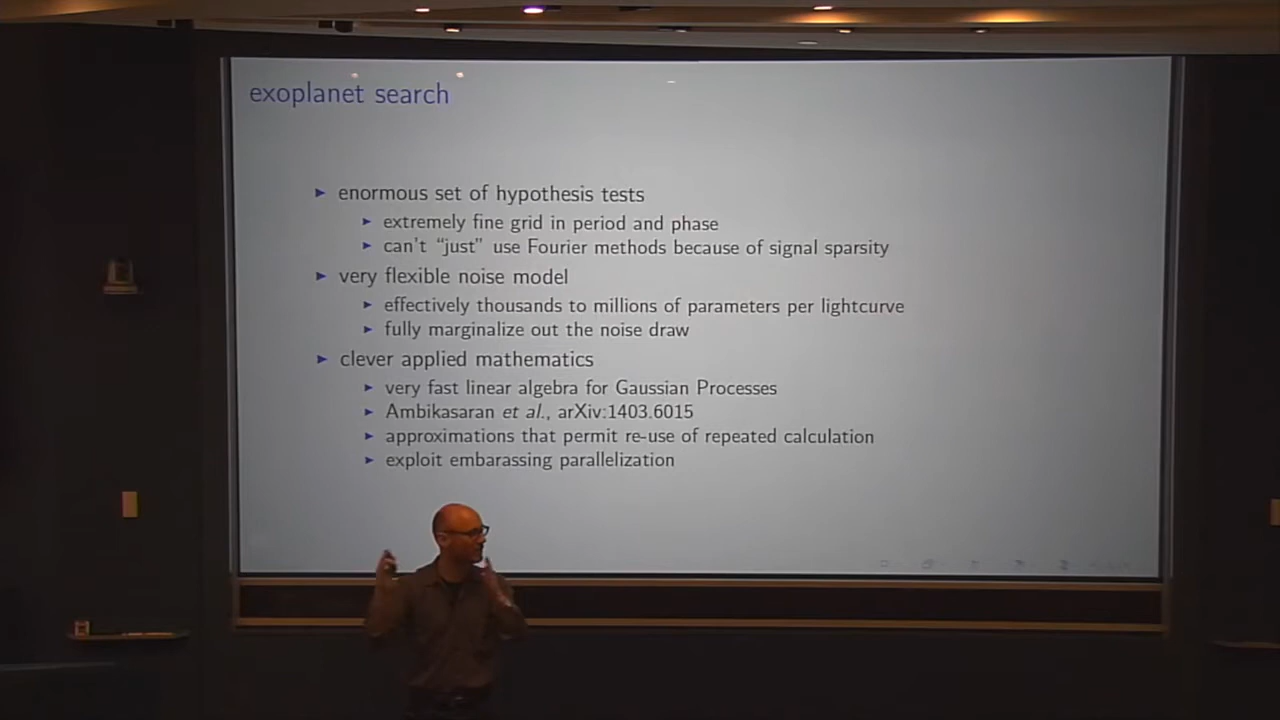 exoplanet search
► enormous set of hypothesis tests
► extremely fine grid in period and phase
► can't “just” use Fourier methods because of signal sparsity
► very flexible noise model
► effectively thousands to millions of parameters per lightcurve
► fully marginalize out the noise draw
► clever applied mathematics
► very fast linear algebra for Gaussian Processes
► Ambikasaran et al., arXiv:1403.6015
► approximations that permit re-use of repeated calculation
► exploit embarassing parallelization